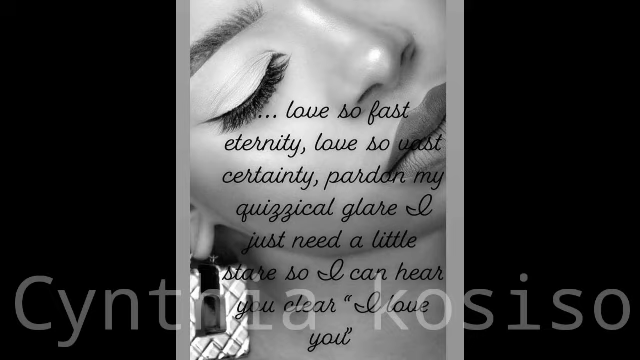 ... love so fast
eternity, love so vast
certainty, pardon my
quizzical glare I
just need a little
stare so I can hear
you clear “I love
you”
Cynthia kosiso